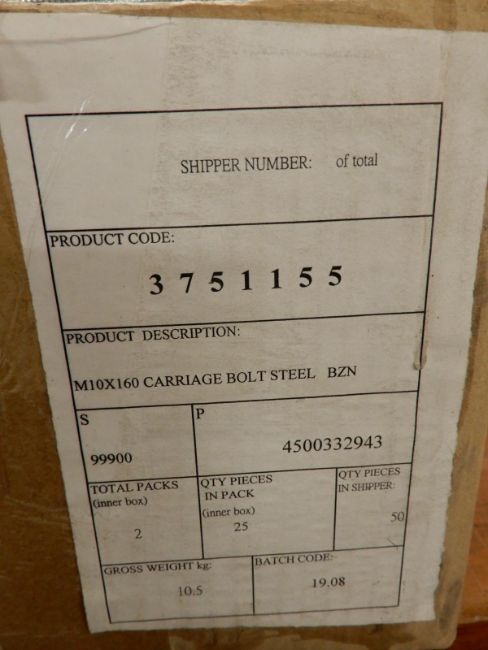 SHIPPER NUMBER: of total
PRODUCT CODE:
3751155
PRODUCT DESCRIPTION:
M10X160 CARRIAGE BOLT STEEL BZN
S
99900
P
4500332943
TOTAL PACKS
(inner box)
2
QTY PIECES
IN PACK
(inner box)
25
QTY PIECES
IN SHIPPER:
50
GROSS WEIGHT kg:
10.5
BATCH CODE:
19.08